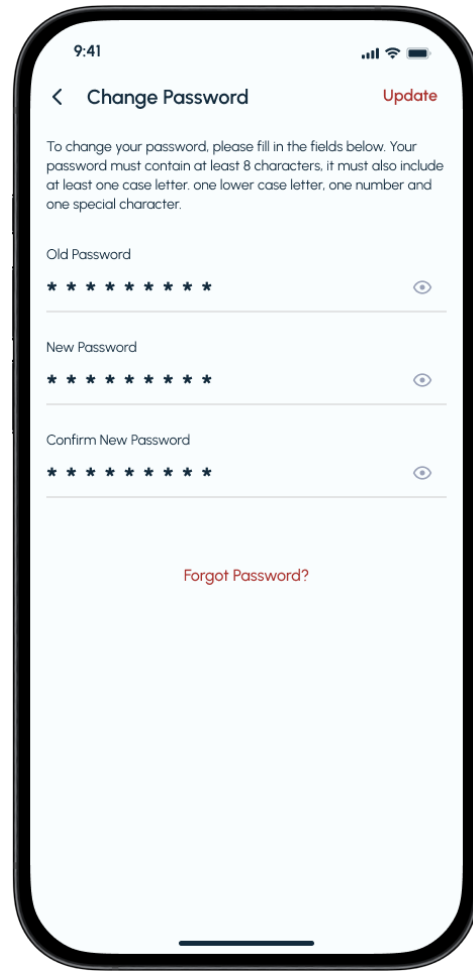 9:41
Change Password
Update
To change your password, please fill in the fields below. Your
password must contain at least 8 characters, it must also include
at least one case letter. one lower case letter, one number and
one special character.
Old Password
* * * * * * * * *
New Password
* * * * * * * * *
Confirm New Password
* * * * * * * * *
Forgot Password?